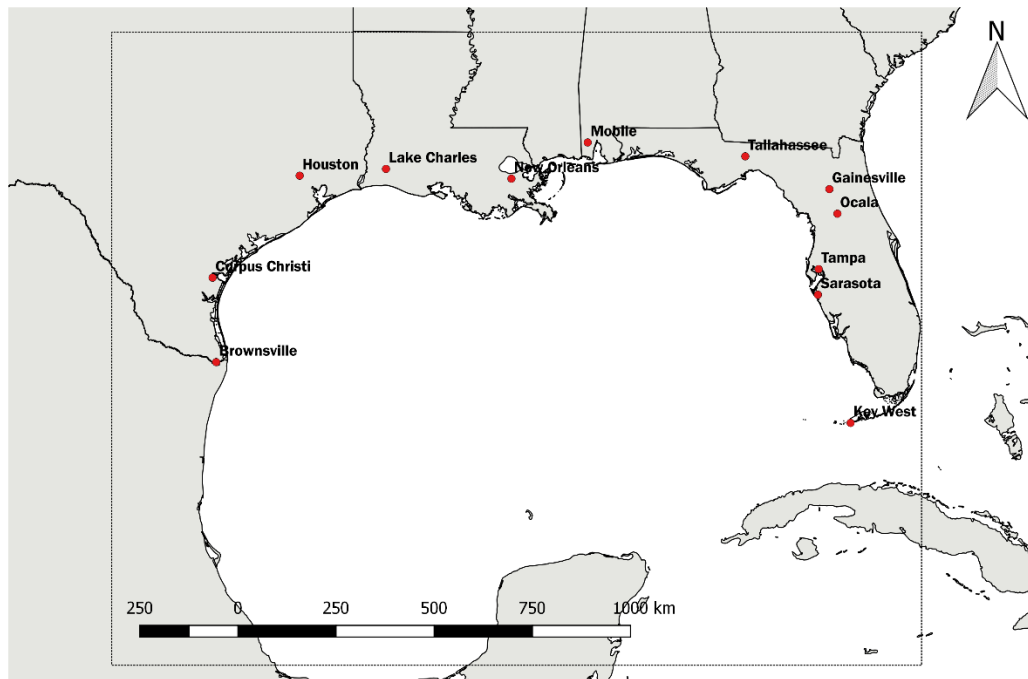 N
Mobile
Tallahassee
Houston
Lake Charles
New Orleans
Gainesville
Ocala
Tampa
Corpus Christi
Sarasota
Brownsville
Key West
250 0 250 500 750 1000 km